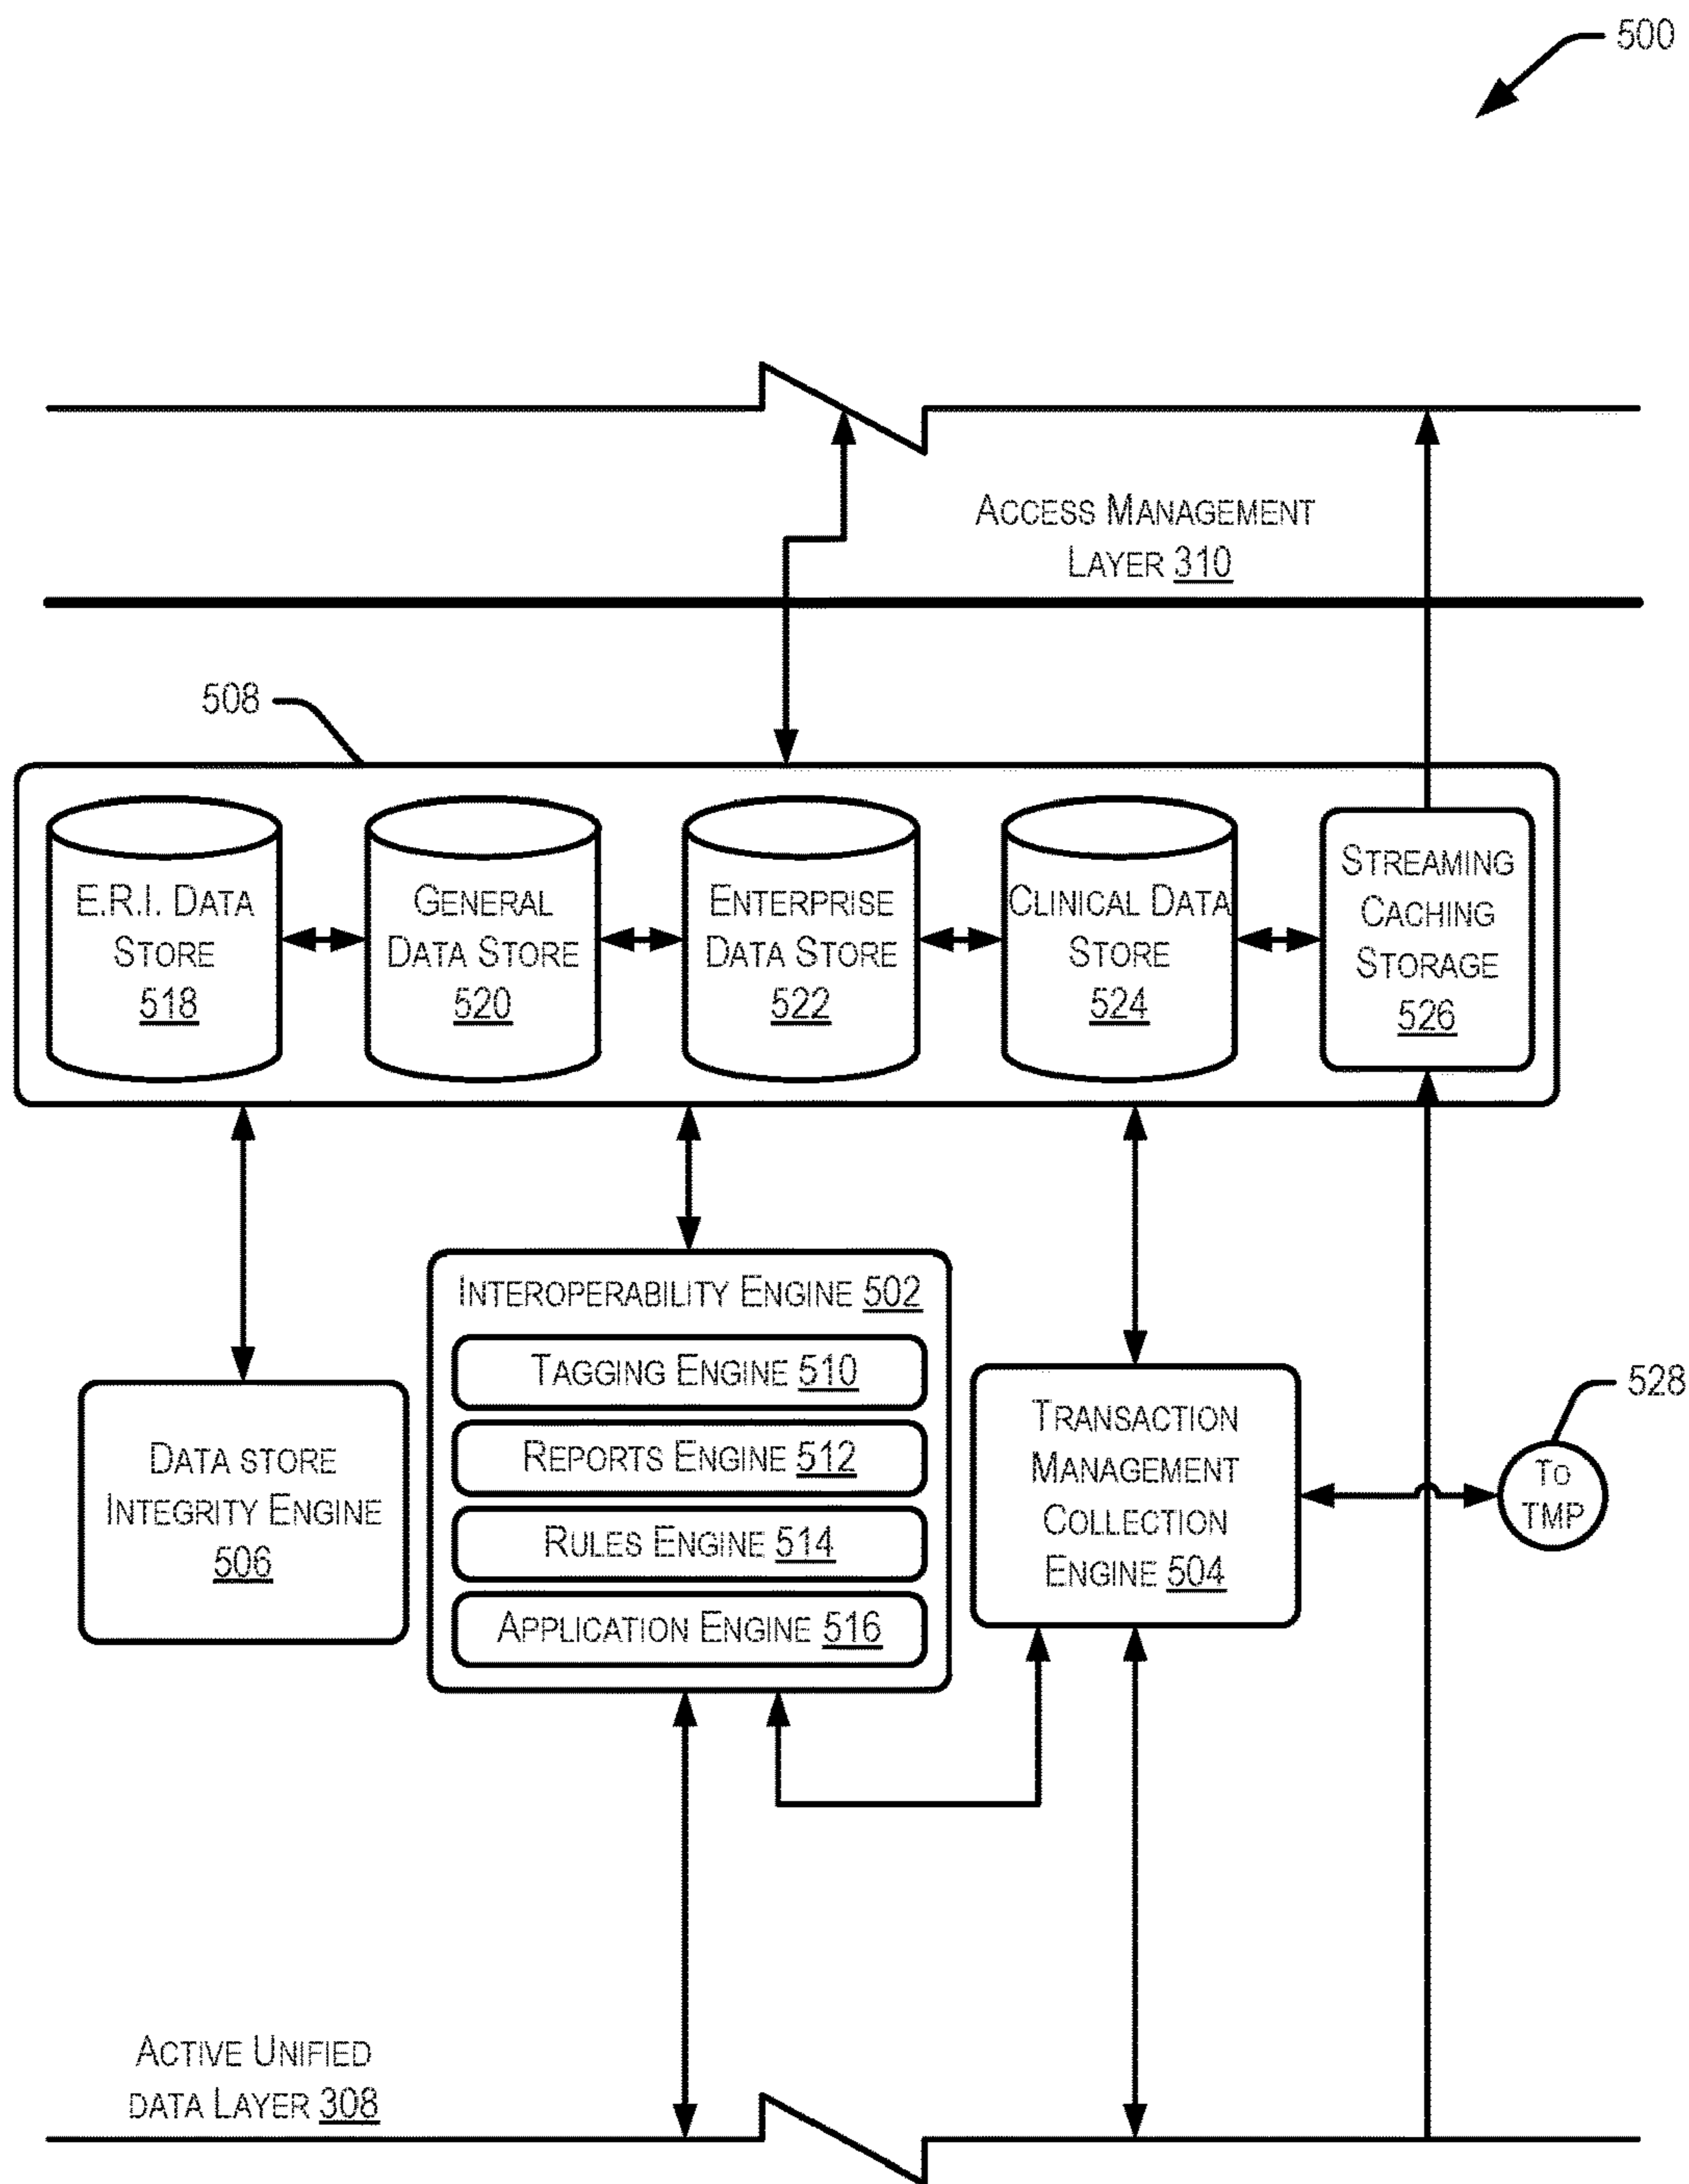 500
ACCESS MANAGEMENT
LAYER 310
508
E.R.I. DATA
STORE
518
GENERAL
DATA STORE
520
ENTERPRISE
DATA STORE
522
CLINICAL DATA
STORE
524
STREAMING
CACHING
STORAGE
526
INTEROPERABILITY ENGINE 502
TAGGING ENGINE 510
REPORTS ENGINE 512
RULES ENGINE 514
APPLICATION ENGINE 516
DATA STORE
INTEGRITY ENGINE
506
TRANSACTION
MANAGEMENT
COLLECTION
ENGINE 504
528
TO
TMP
ACTIVE UNIFIED
DATA LAYER 308